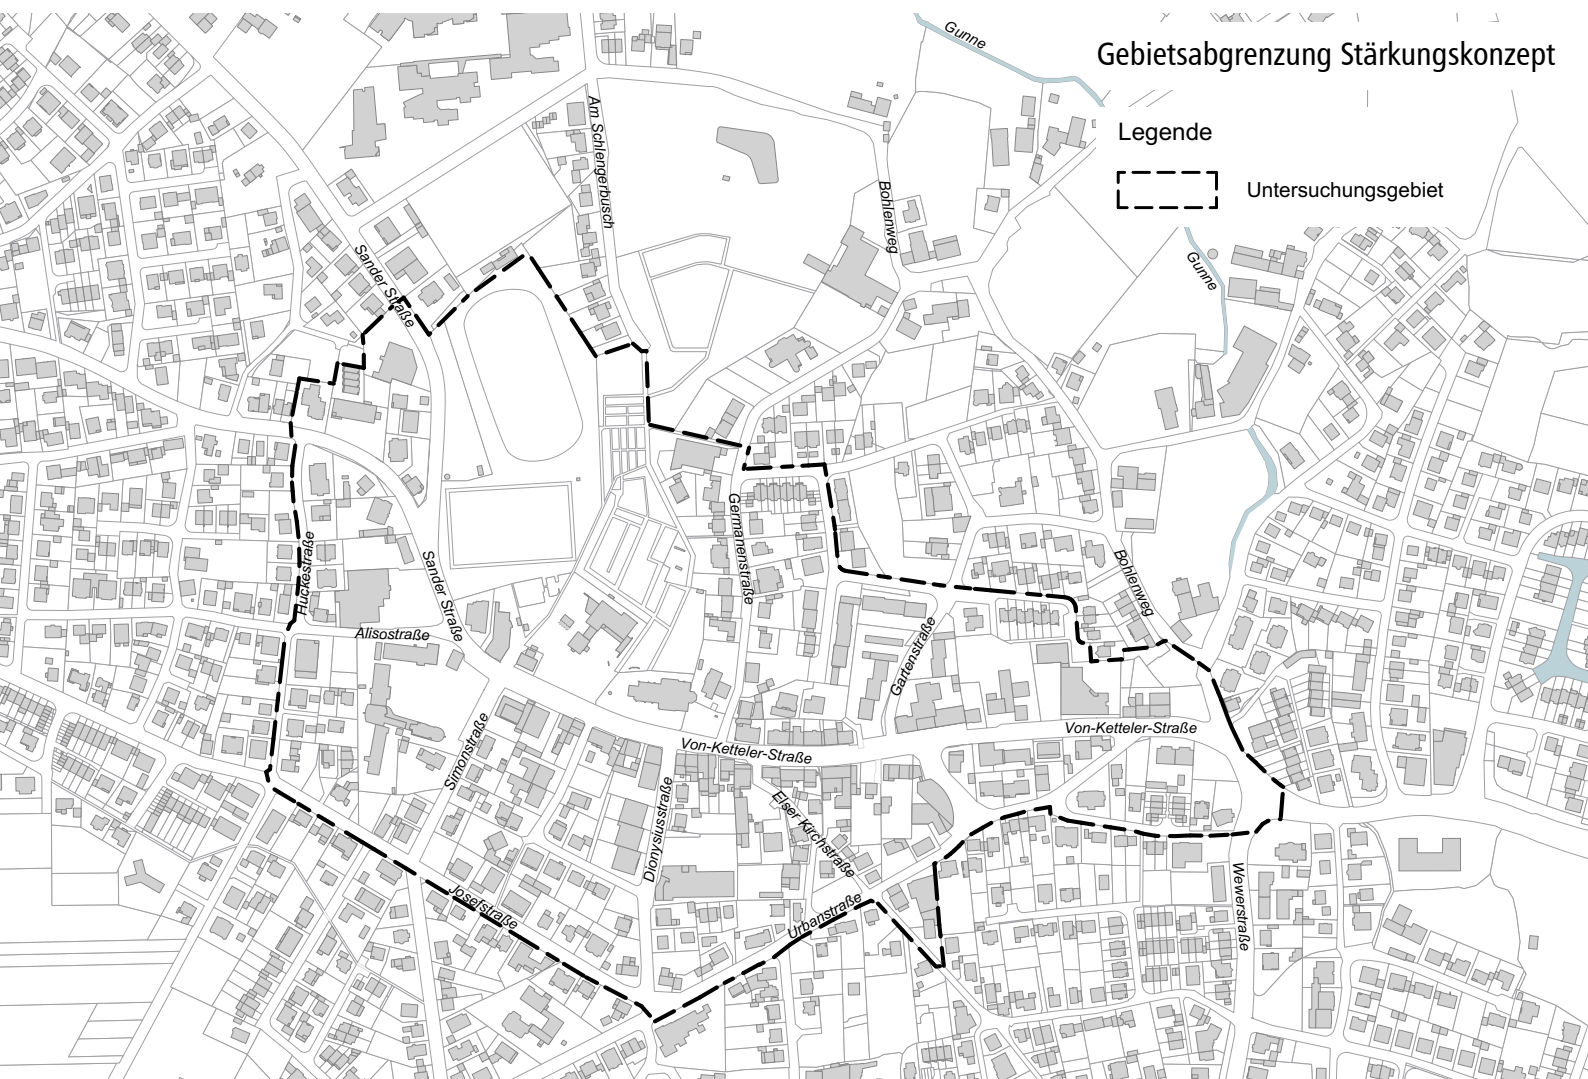 Gunne
Gebietsabgrenzung Stärkungskonzept
Legende
Untersuchungsgebiet
Am Schlengerbusch
Bohlenweg
Sander Straße
Gunne
Germanenstraße
Huckestraße
Sander Straße
Bohlenweg
Alisostraße
Gartenstraße
Simonstraße
Von-Ketteler-Straße
Von-Ketteler-Straße
Dionysiusstraße
Elser Kirchstraße
Josefstraße
Urbanstraße
Wewerstraße